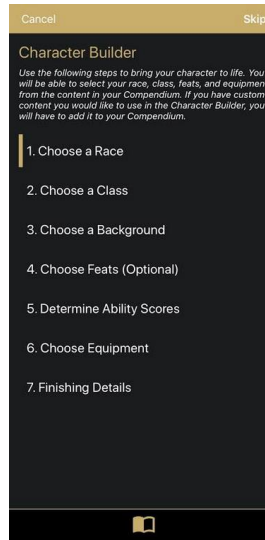 Cancel Skip
Character Builder
Use the following steps to bring your character to life. You
will be able to select your race, class, feats, and equipmen
from the content in your Compendium. If you have custom
content you would like to use in the Character Builder, you
will have to add it to your Compendium.
1. Choose a Race
2. Choose a Class
3. Choose a Background
4. Choose Feats (Optional)
5. Determine Ability Scores
6. Choose Equipment
7. Finishing Details